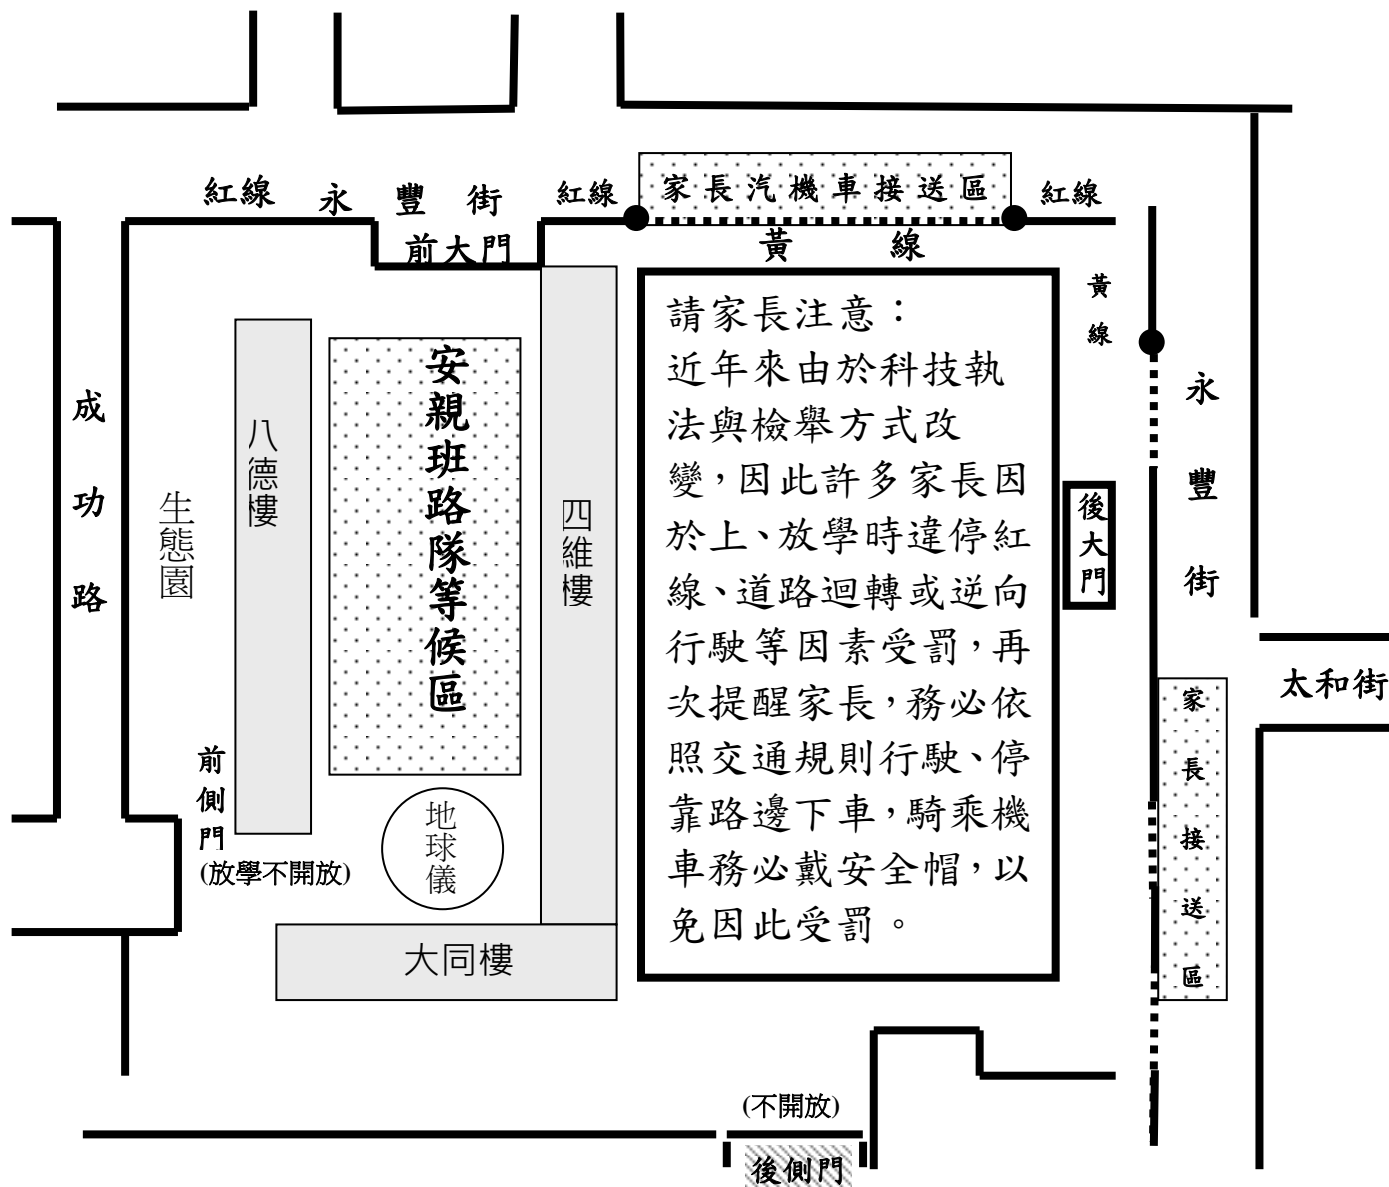 紅線
永豐街
紅線
家長汽機車接送區
紅線
前大門
黃線
黃線
請家長注意：
近年來由於科技執
法與檢舉方式改
變，因此許多家長因
於上、放學時違停紅
線、道路迴轉或逆向
行駛等因素受罰，再
次提醒家長，務必依
照交通規則行駛、停
靠路邊下車，騎乘機
車務必戴安全帽，以
免因此受罰。
成功路
生態園
八德樓
安親班路隊等候區
四維樓
後大門
永豐街
太和街
家長接送區
前側門
(放學不開放)
地球儀
大同樓
(不開放)
後側門